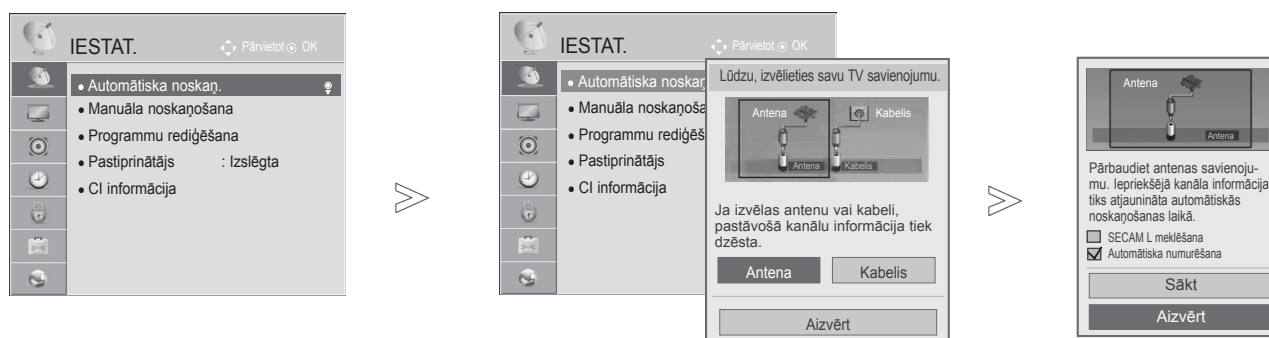 IESTAT.
Pārvietot OK
• Automātiska noskaņ.
• Manuāla noskaņošana
• Programmu rediģēšana
• Pastiprinātājs : Izslēgta
• CI informācija
IESTAT.
Pārvietot OK
• Automātiska noskaņ
• Manuāla noskaņoša
• Programmu rediģēš
• Pastiprinātājs
• CI informācija
Lūdzu, izvēlieties savu TV savienojumu.
Antena Kabelis
Antena Kabelis
Ja izvēlas antenu vai kabeli,
pastāvošā kanālu informācija tiek
dzēsta.
Antena Kabelis
Aizvērt
Antena
Antena
Pārbaudiet antenas savienoju-
mu. Iepriekšējā kanāla informācija
tiks atjaunināta automātiskās
noskaņošanas laikā.
SECAM L meklēšana
Automātiska numurēšana
Sākt
Aizvērt